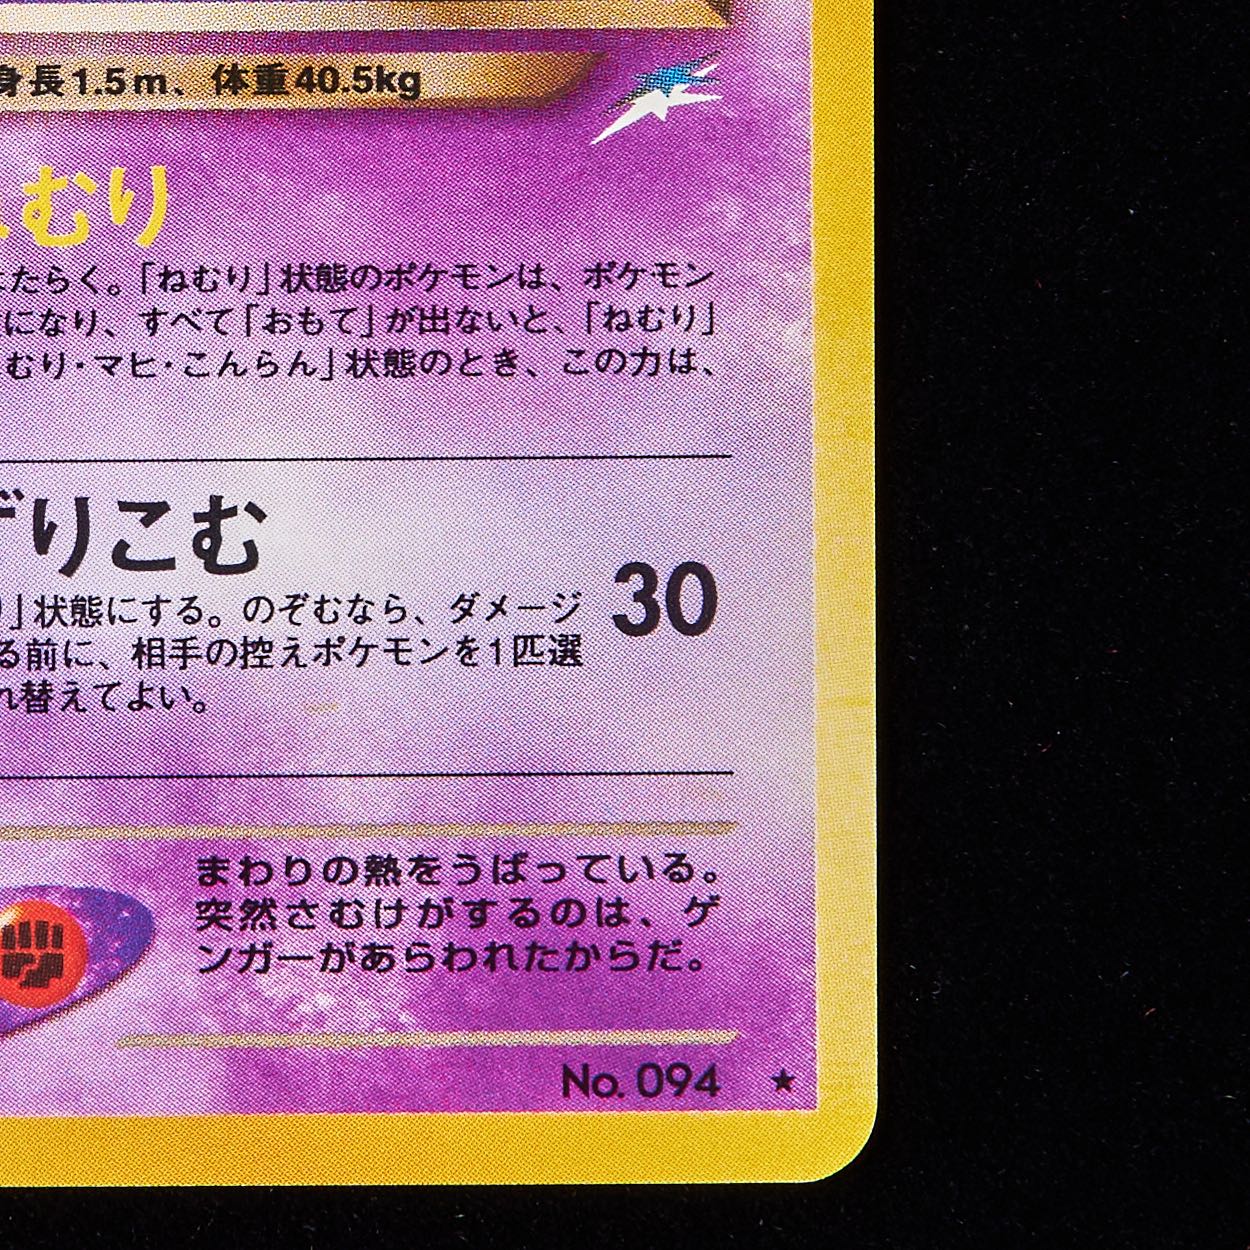 身長1.5m、体重40.5kg
むり
たらく。「ねむり」状態のポケモンは、ポケモン
になり、すべて「おもて」が出ないと、「ねむり」
むり・マヒ・こんらん」状態のとき、この力は、
ずりこむ
30
り」状態にする。のぞむなら、ダメージ
る前に、相手の控えポケモンを1匹選
れ替えてよい。
まわりの熱をうばっている。
突然さむけがするのは、ゲ
ンガーがあらわれたからだ。
No. 094 ★